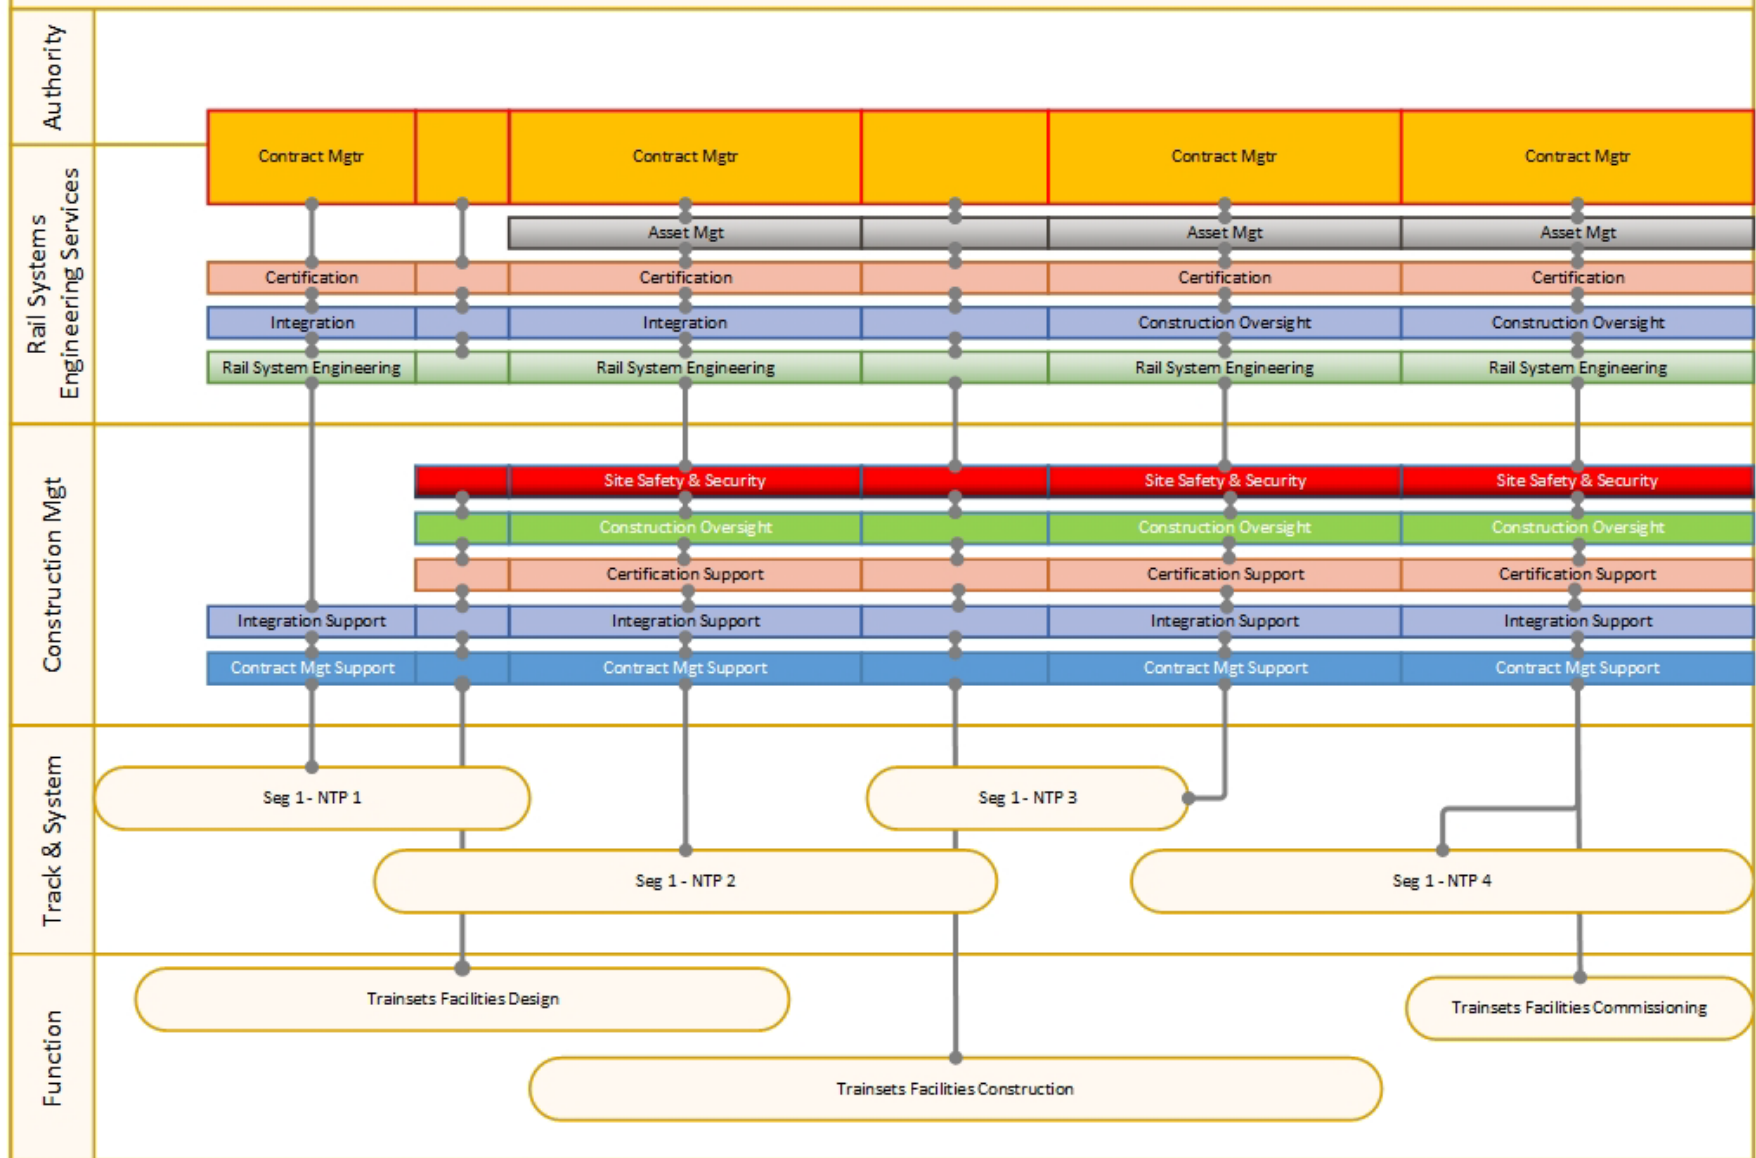 Authority
Contract Mgtr
Contract Mgtr
Contract Mgtr
Contract Mgtr
Rail Systems
Engineering Services
Asset Mgt
Asset Mgt
Asset Mgt
Certification
Certification
Certification
Certification
Integration
Integration
Construction Oversight
Construction Oversight
Rail System Engineering
Rail System Engineering
Rail System Engineering
Rail System Engineering
Construction Mgt
Site Safety & Security
Site Safety & Security
Site Safety & Security
Construction Oversight
Construction Oversight
Construction Oversight
Certification Support
Certification Support
Certification Support
Integration Support
Integration Support
Integration Support
Integration Support
Contract Mgt Support
Contract Mgt Support
Contract Mgt Support
Contract Mgt Support
Track & System
Seg 1 - NTP 1
Seg 1 - NTP 3
Seg 1 - NTP 2
Seg 1 - NTP 4
Function
Trainsets Facilities Design
Trainsets Facilities Commissioning
Trainsets Facilities Construction